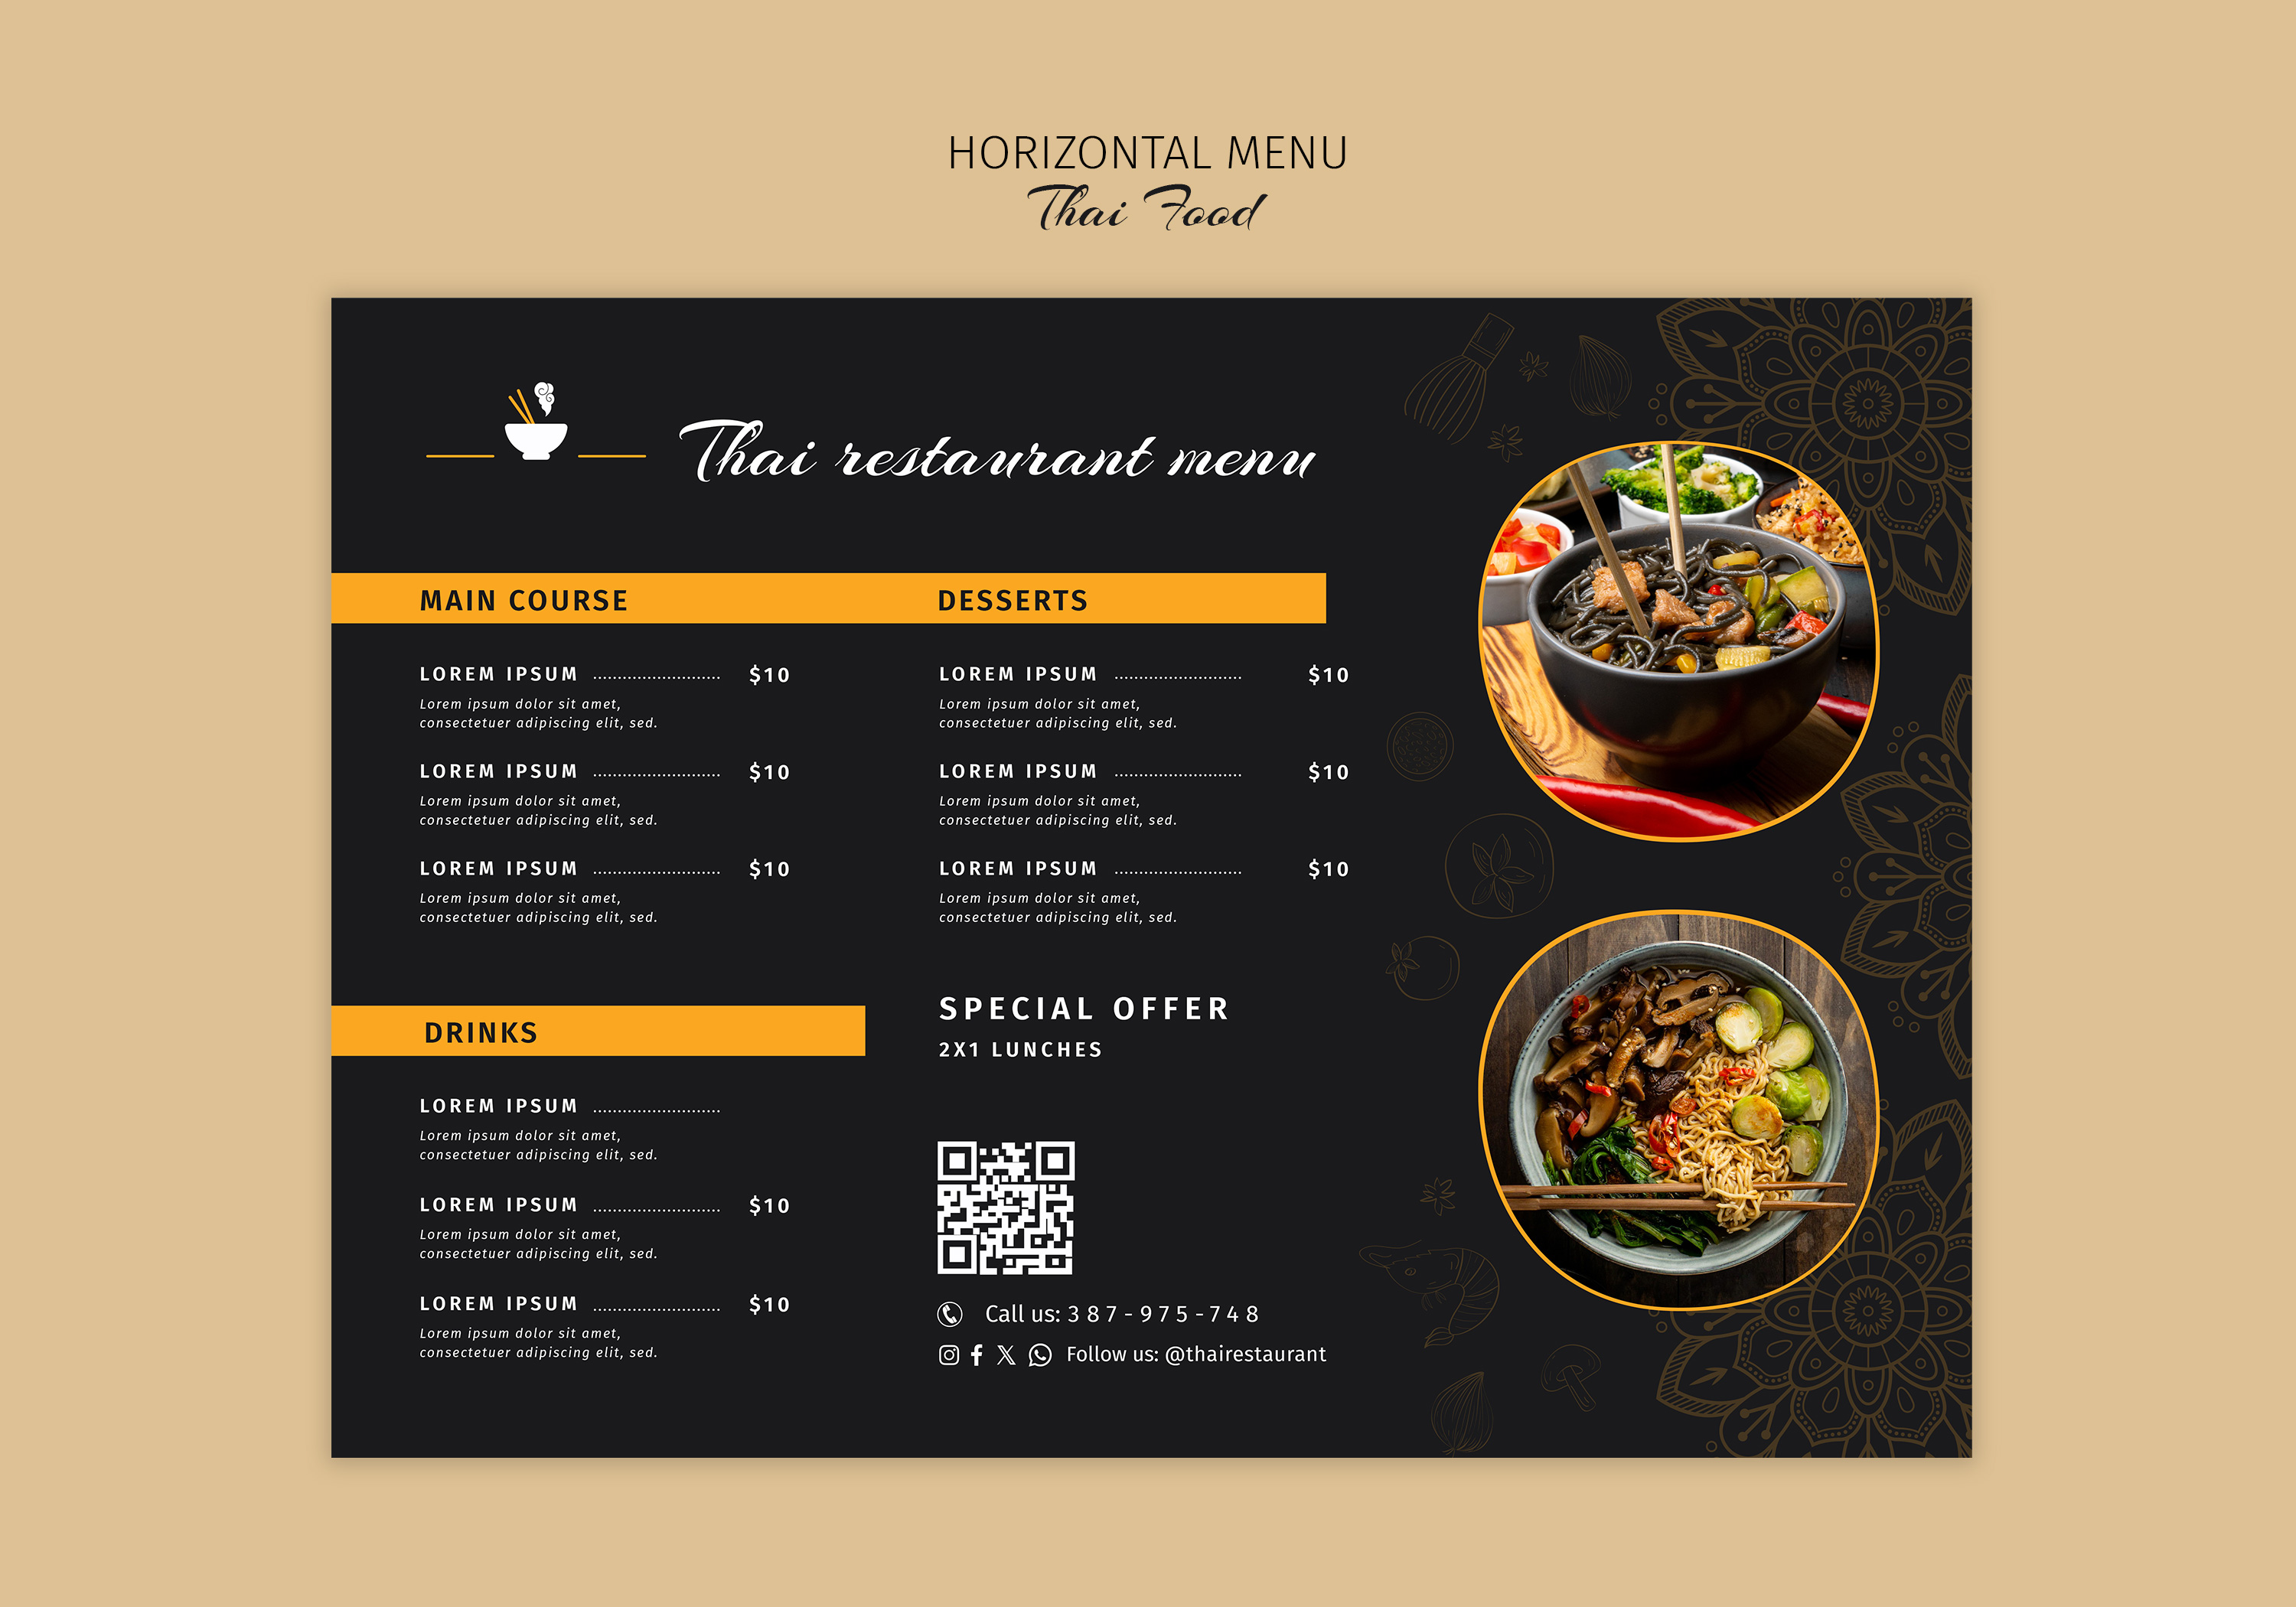 HORIZONTAL MENU
Thai Food
Thai restaurant menu
MAIN COURSE
LOREM IPSUM .......................... $10
Lorem ipsum dolor sit amet,
consectetuer adipiscing elit, sed.
LOREM IPSUM .......................... $10
Lorem ipsum dolor sit amet,
consectetuer adipiscing elit, sed.
LOREM IPSUM .......................... $10
Lorem ipsum dolor sit amet,
consectetuer adipiscing elit, sed.
DRINKS
LOREM IPSUM ..........................
Lorem ipsum dolor sit amet,
consectetuer adipiscing elit, sed.
LOREM IPSUM .......................... $10
Lorem ipsum dolor sit amet,
consectetuer adipiscing elit, sed.
LOREM IPSUM .......................... $10
Lorem ipsum dolor sit amet,
consectetuer adipiscing elit, sed.
DESSERTS
LOREM IPSUM .......................... $10
Lorem ipsum dolor sit amet,
consectetuer adipiscing elit, sed.
LOREM IPSUM .......................... $10
Lorem ipsum dolor sit amet,
consectetuer adipiscing elit, sed.
LOREM IPSUM .......................... $10
Lorem ipsum dolor sit amet,
consectetuer adipiscing elit, sed.
SPECIAL OFFER
2X1 LUNCHES
Call us: 387-975-748
Follow us: @thairestaurant